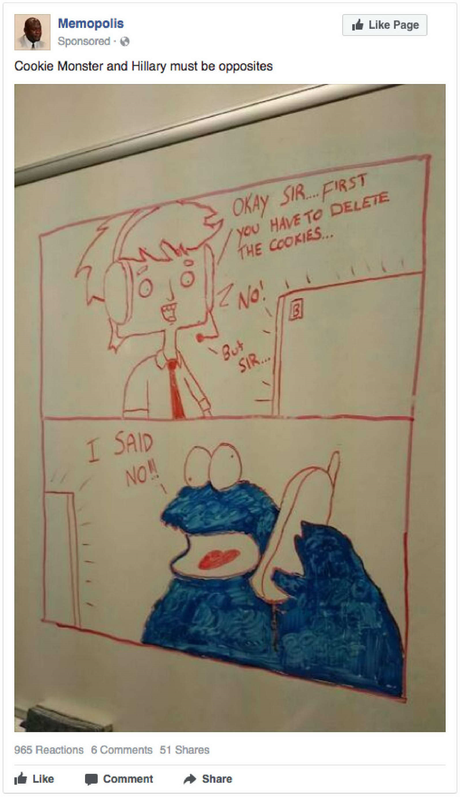 Memopolis
Sponsored ·
Like Page
Cookie Monster and Hillary must be opposites
OKAY SIR....FIRST
YOU HAVE TO DELETE
THE COOKIES...
NO!
B
BUT
SIR...
I SAID
NO!!
965 Reactions 6 Comments 51 Shares
Like Comment Share